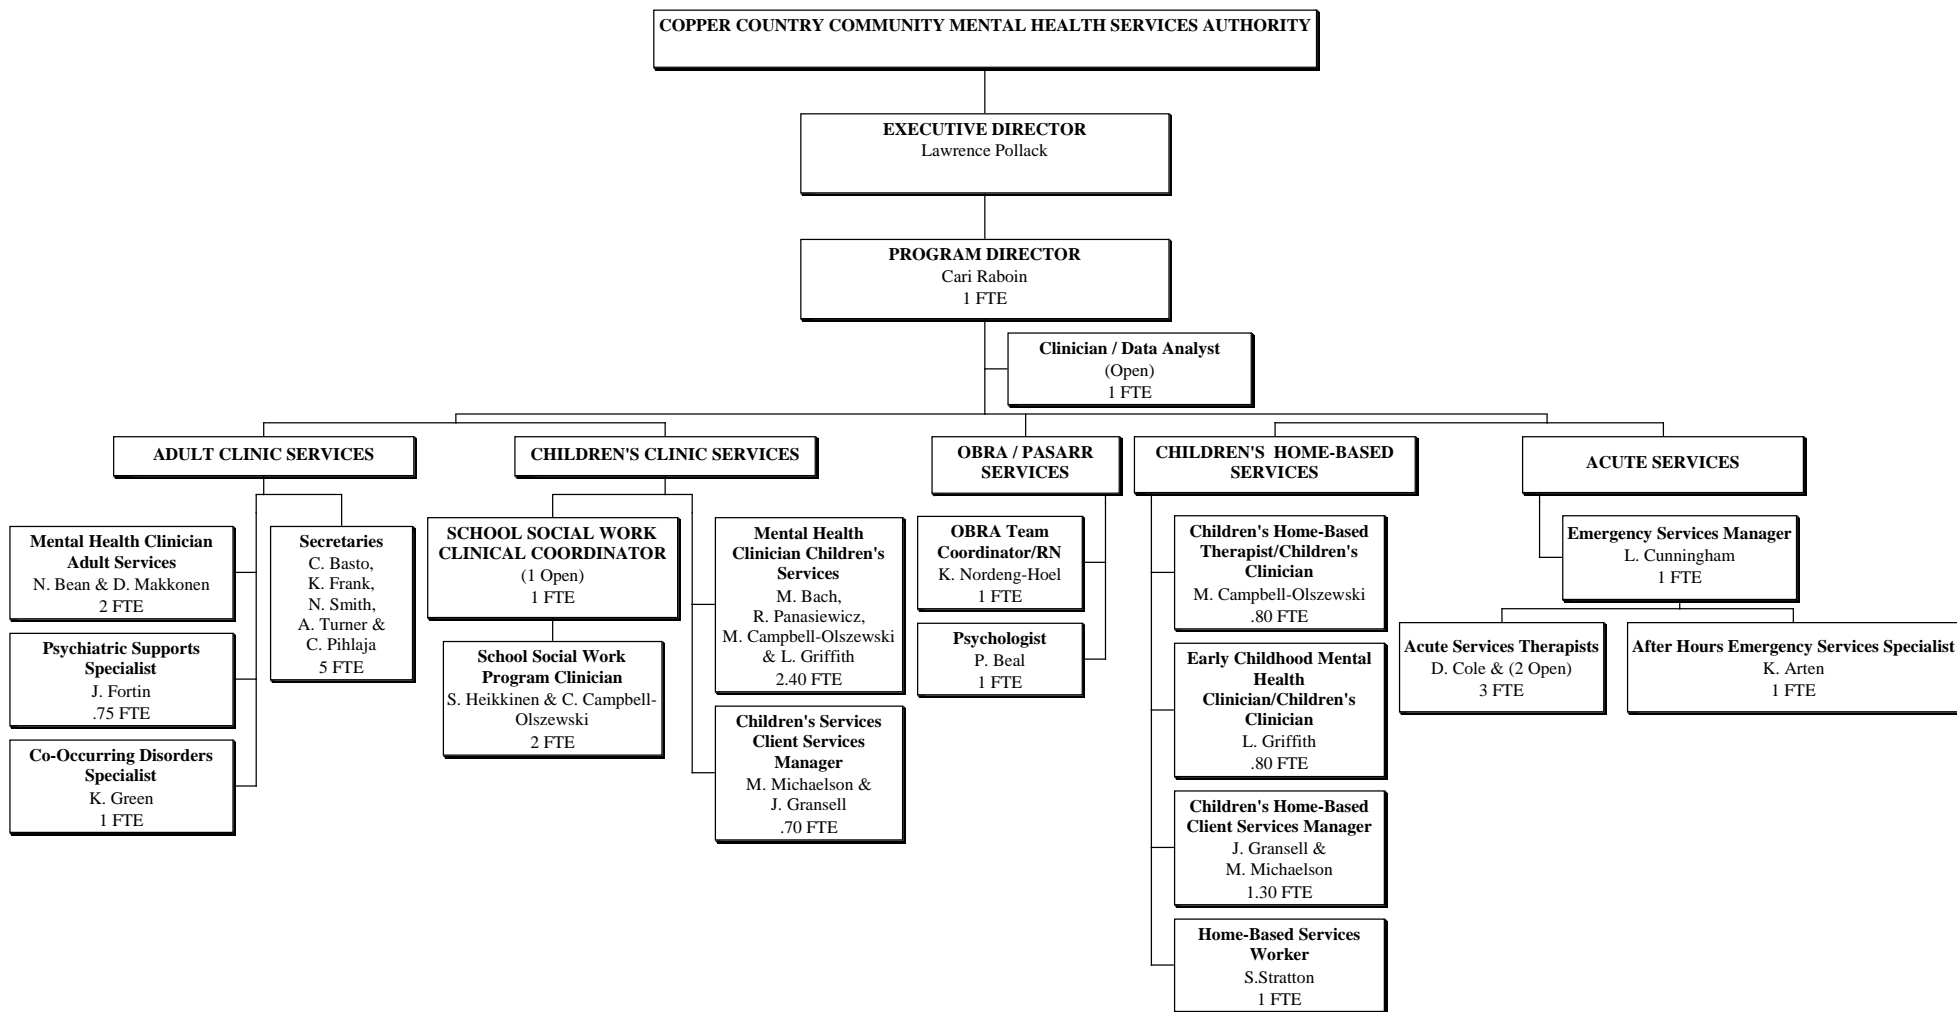 COPPER COUNTRY COMMUNITY MENTAL HEALTH SERVICES AUTHORITY
EXECUTIVE DIRECTOR
Lawrence Pollack
PROGRAM DIRECTOR
Cari Raboin
1 FTE
Clinician / Data Analyst
(Open)
1 FTE
ADULT CLINIC SERVICES
Mental Health Clinician
Adult Services
N. Bean & D. Makkonen
2 FTE
Psychiatric Supports
Specialist
J. Fortin
.75 FTE
Co-Occurring Disorders
Specialist
K. Green
1 FTE
Secretaries
C. Basto,
K. Frank,
N. Smith,
A. Turner &
C. Pihlaja
5 FTE
CHILDREN'S CLINIC SERVICES
SCHOOL SOCIAL WORK
CLINICAL COORDINATOR
(1 Open)
1 FTE
School Social Work
Program Clinician
S. Heikkinen & C. Campbell-
Olszewski
2 FTE
Mental Health
Clinician Children's
Services
M. Bach,
R. Panasiewicz,
M. Campbell-Olszewski
& L. Griffith
2.40 FTE
Children's Services
Client Services
Manager
M. Michaelson &
J. Gransell
.70 FTE
OBRA / PASARR
SERVICES
OBRA Team
Coordinator/RN
K. Nordeng-Hoel
1 FTE
Psychologist
P. Beal
1 FTE
CHILDREN'S HOME-BASED
SERVICES
Children's Home-Based
Therapist/Children's
Clinician
M. Campbell-Olszewski
.80 FTE
Early Childhood Mental
Health
Clinician/Children's
Clinician
L. Griffith
.80 FTE
Children's Home-Based
Client Services Manager
J. Gransell &
M. Michaelson
1.30 FTE
Home-Based Services
Worker
S.Stratton
1 FTE
ACUTE SERVICES
Emergency Services Manager
L. Cunningham
1 FTE
Acute Services Therapists
D. Cole & (2 Open)
3 FTE
After Hours Emergency Services Specialist
K. Arten
1 FTE